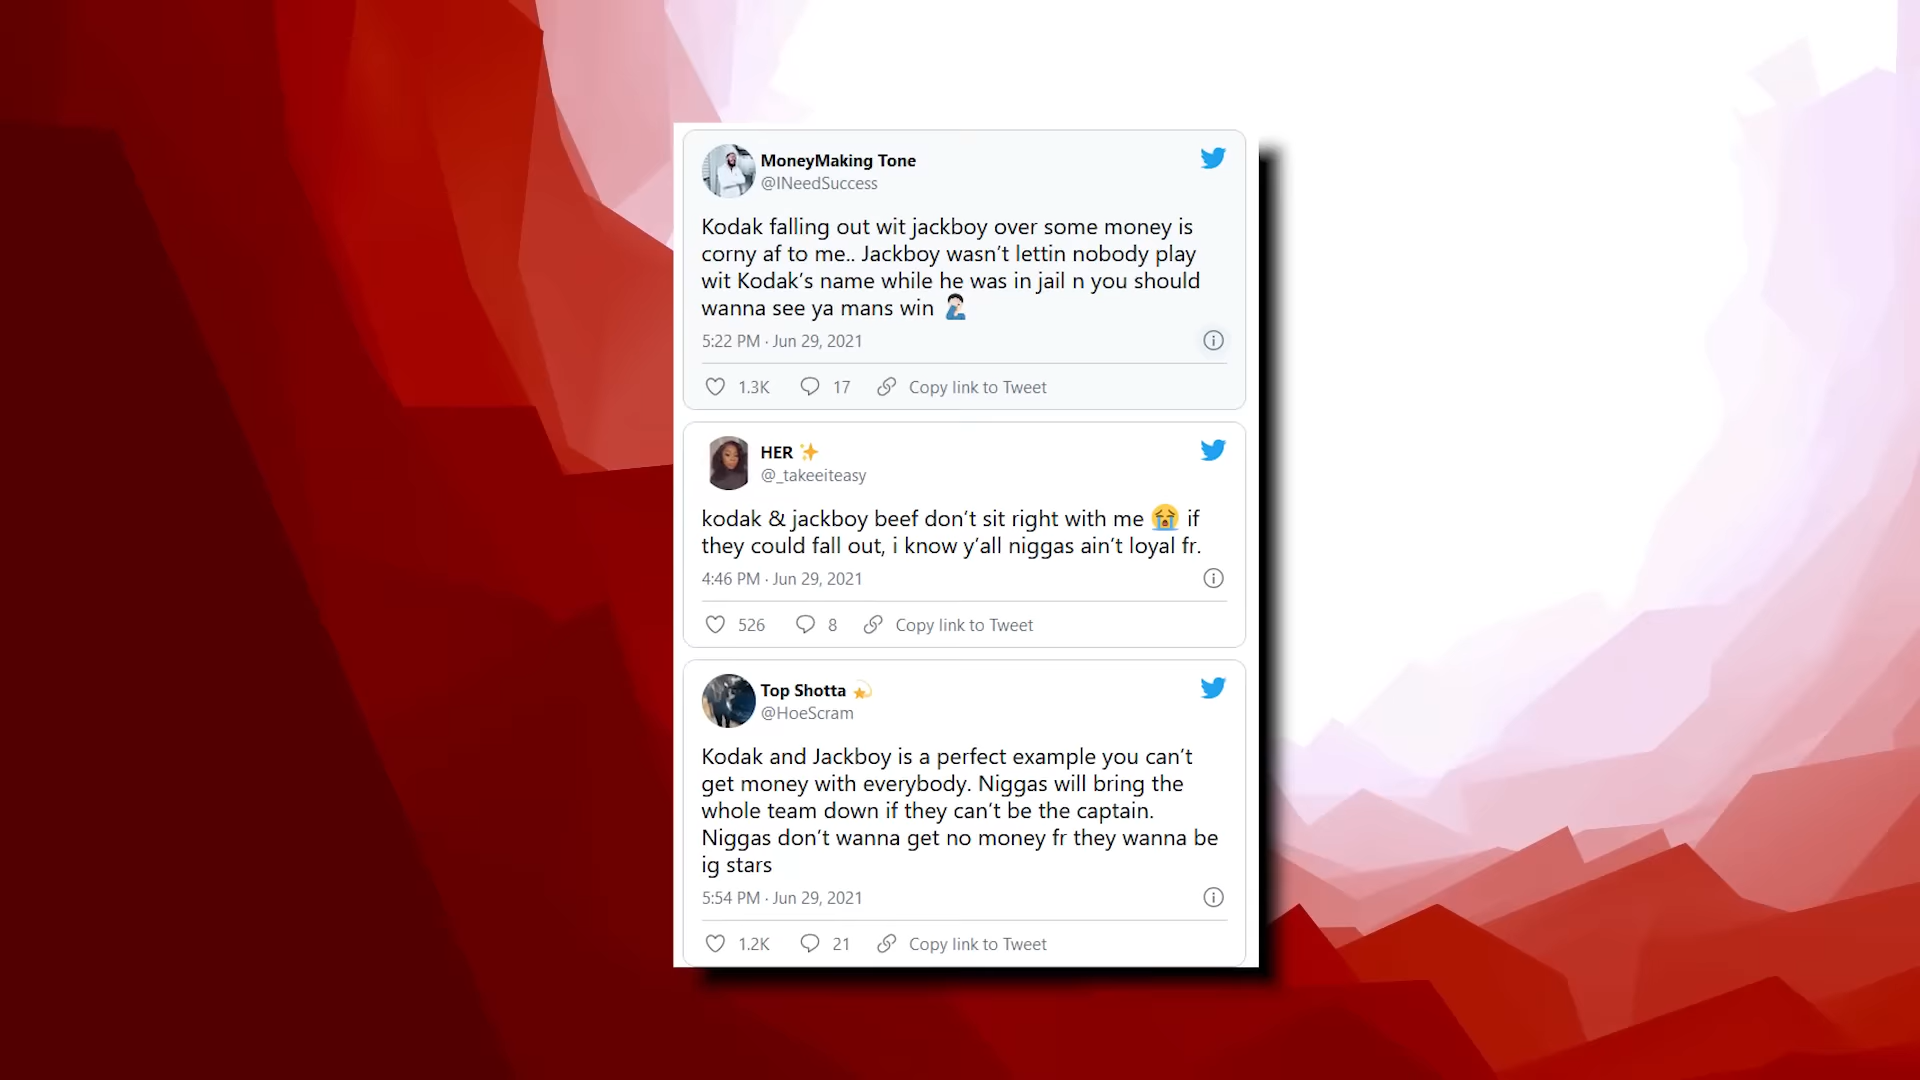 MoneyMaking Tone
@INeedSuccess
Kodak falling out wit jackboy over some money is
corny af to me.. Jackboy wasn’t lettin nobody play
wit Kodak’s name while he was in jail n you should
wanna see ya mans win 🤦🏻‍♂️
5:22 PM · Jun 29, 2021
1.3K 17 Copy link to Tweet
HER ✨
@_takeeiteasy
kodak & jackboy beef don’t sit right with me 😭 if
they could fall out, i know y’all niggas ain’t loyal fr.
4:46 PM · Jun 29, 2021
526 8 Copy link to Tweet
Top Shotta 💫
@HoeScram
Kodak and Jackboy is a perfect example you can’t
get money with everybody. Niggas will bring the
whole team down if they can’t be the captain.
Niggas don’t wanna get no money fr they wanna be
ig stars
5:54 PM · Jun 29, 2021
1.2K 21 Copy link to Tweet